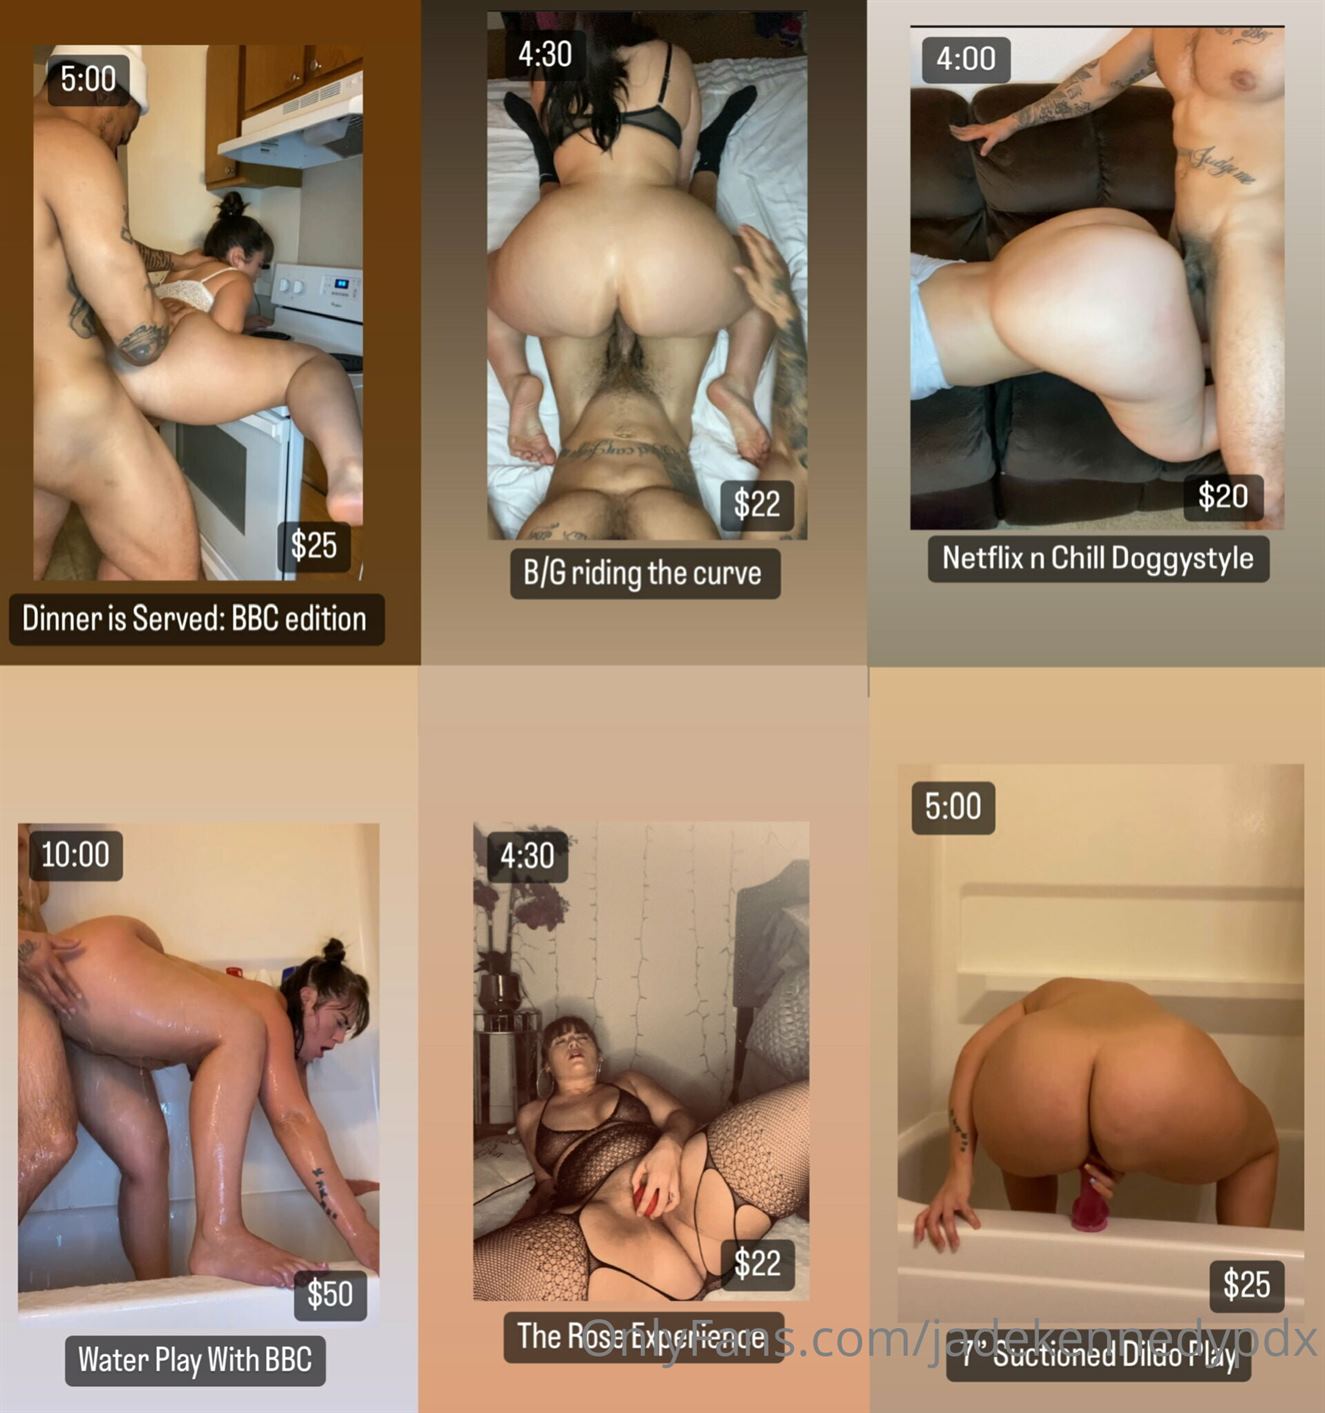 5:00
$25
Dinner is Served: BBC edition
4:30
$22
B/G riding the curve
4:00
Judge me
$20
Netflix n Chill Doggystyle
10:00
$50
Water Play With BBC
4:30
$22
The Rose Experience
5:00
$25
7” Suctioned Dildo Play
OnlyFans.com/jadekennedypdx